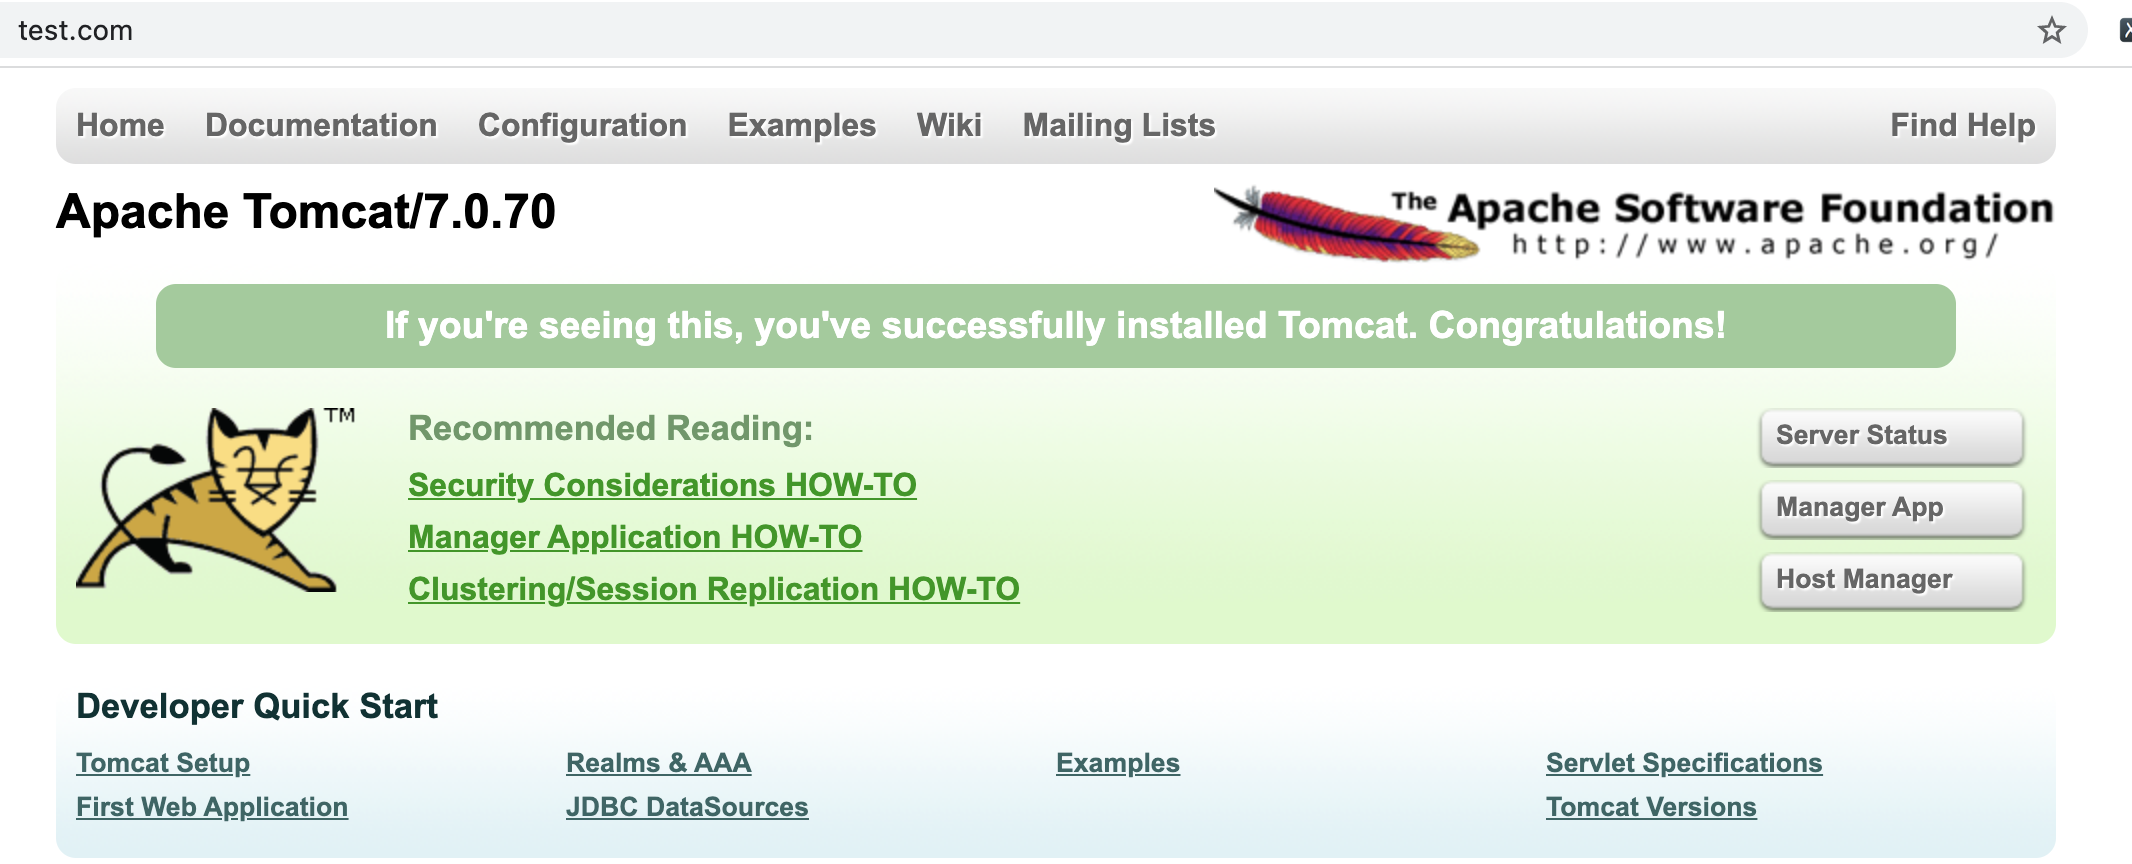 test.com
Home Documentation Configuration Examples Wiki Mailing Lists Find Help
Apache Tomcat/7.0.70
The Apache Software Foundation
http://www.apache.org/
If you're seeing this, you've successfully installed Tomcat. Congratulations!
TM
Recommended Reading:
Security Considerations HOW-TO
Manager Application HOW-TO
Clustering/Session Replication HOW-TO
Server Status
Manager App
Host Manager
Developer Quick Start
Tomcat Setup
First Web Application
Realms & AAA
JDBC DataSources
Examples
Servlet Specifications
Tomcat Versions